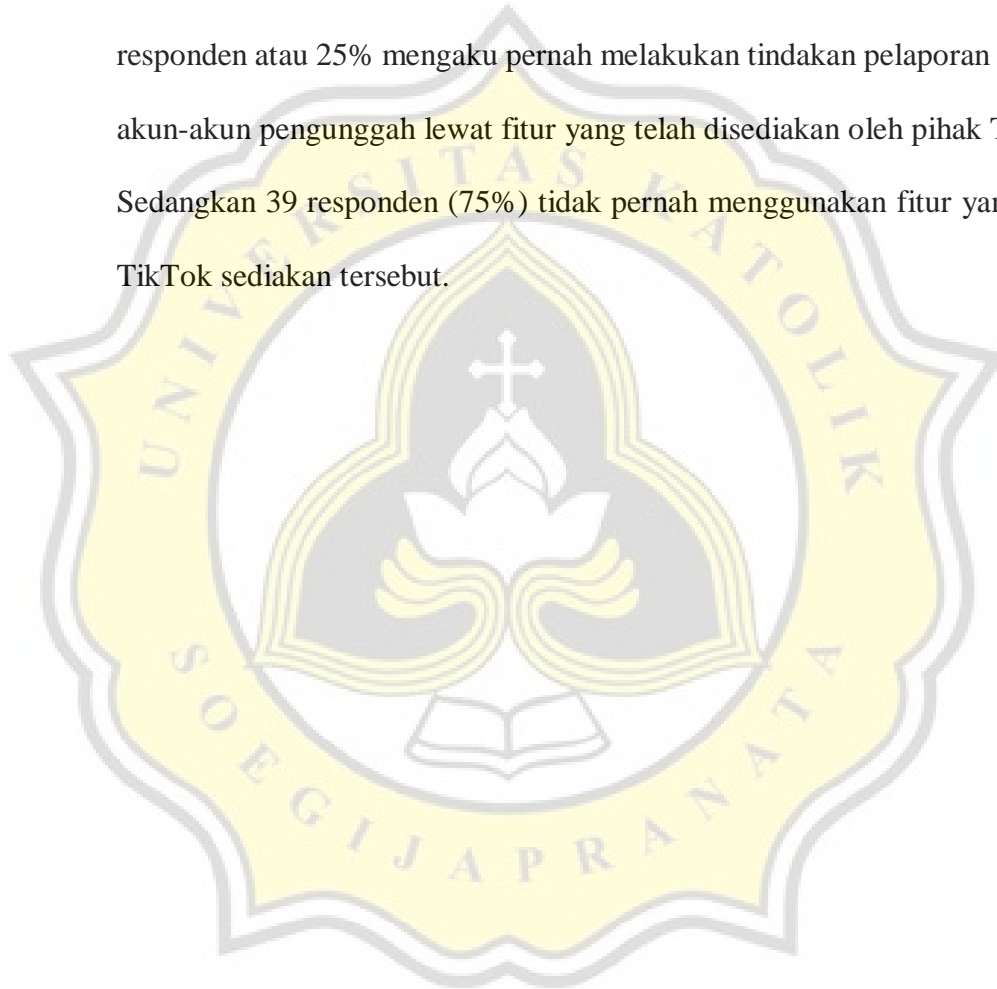 responden atau 25% mengaku pernah melakukan tindakan pelaporan
akun-akun pengunggah lewat fitur yang telah disediakan oleh pihak
Sedangkan 39 responden (75%) tidak pernah menggunakan fitur
TikTok sediakan tersebut.
UNIVERSITAS KATOLIK
SOEGIJAPRANATA